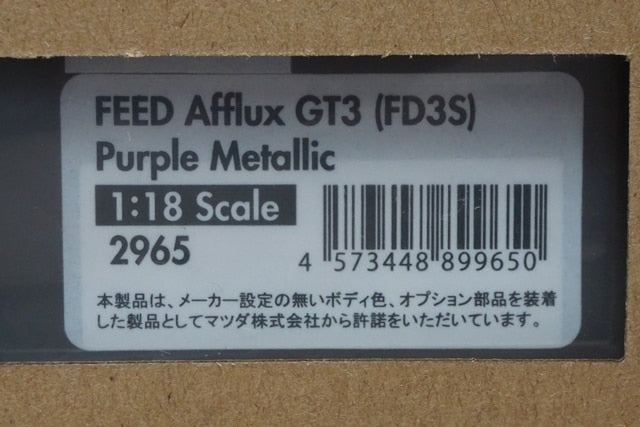 FEED Afflux GT3 (FD3S)
Purple Metallic
1:18 Scale
2965
4 573448 899650
本製品は、メーカー設定の無いボディ色、オプション部品を装着
した製品としてマツダ株式会社から許諾をいただいています。